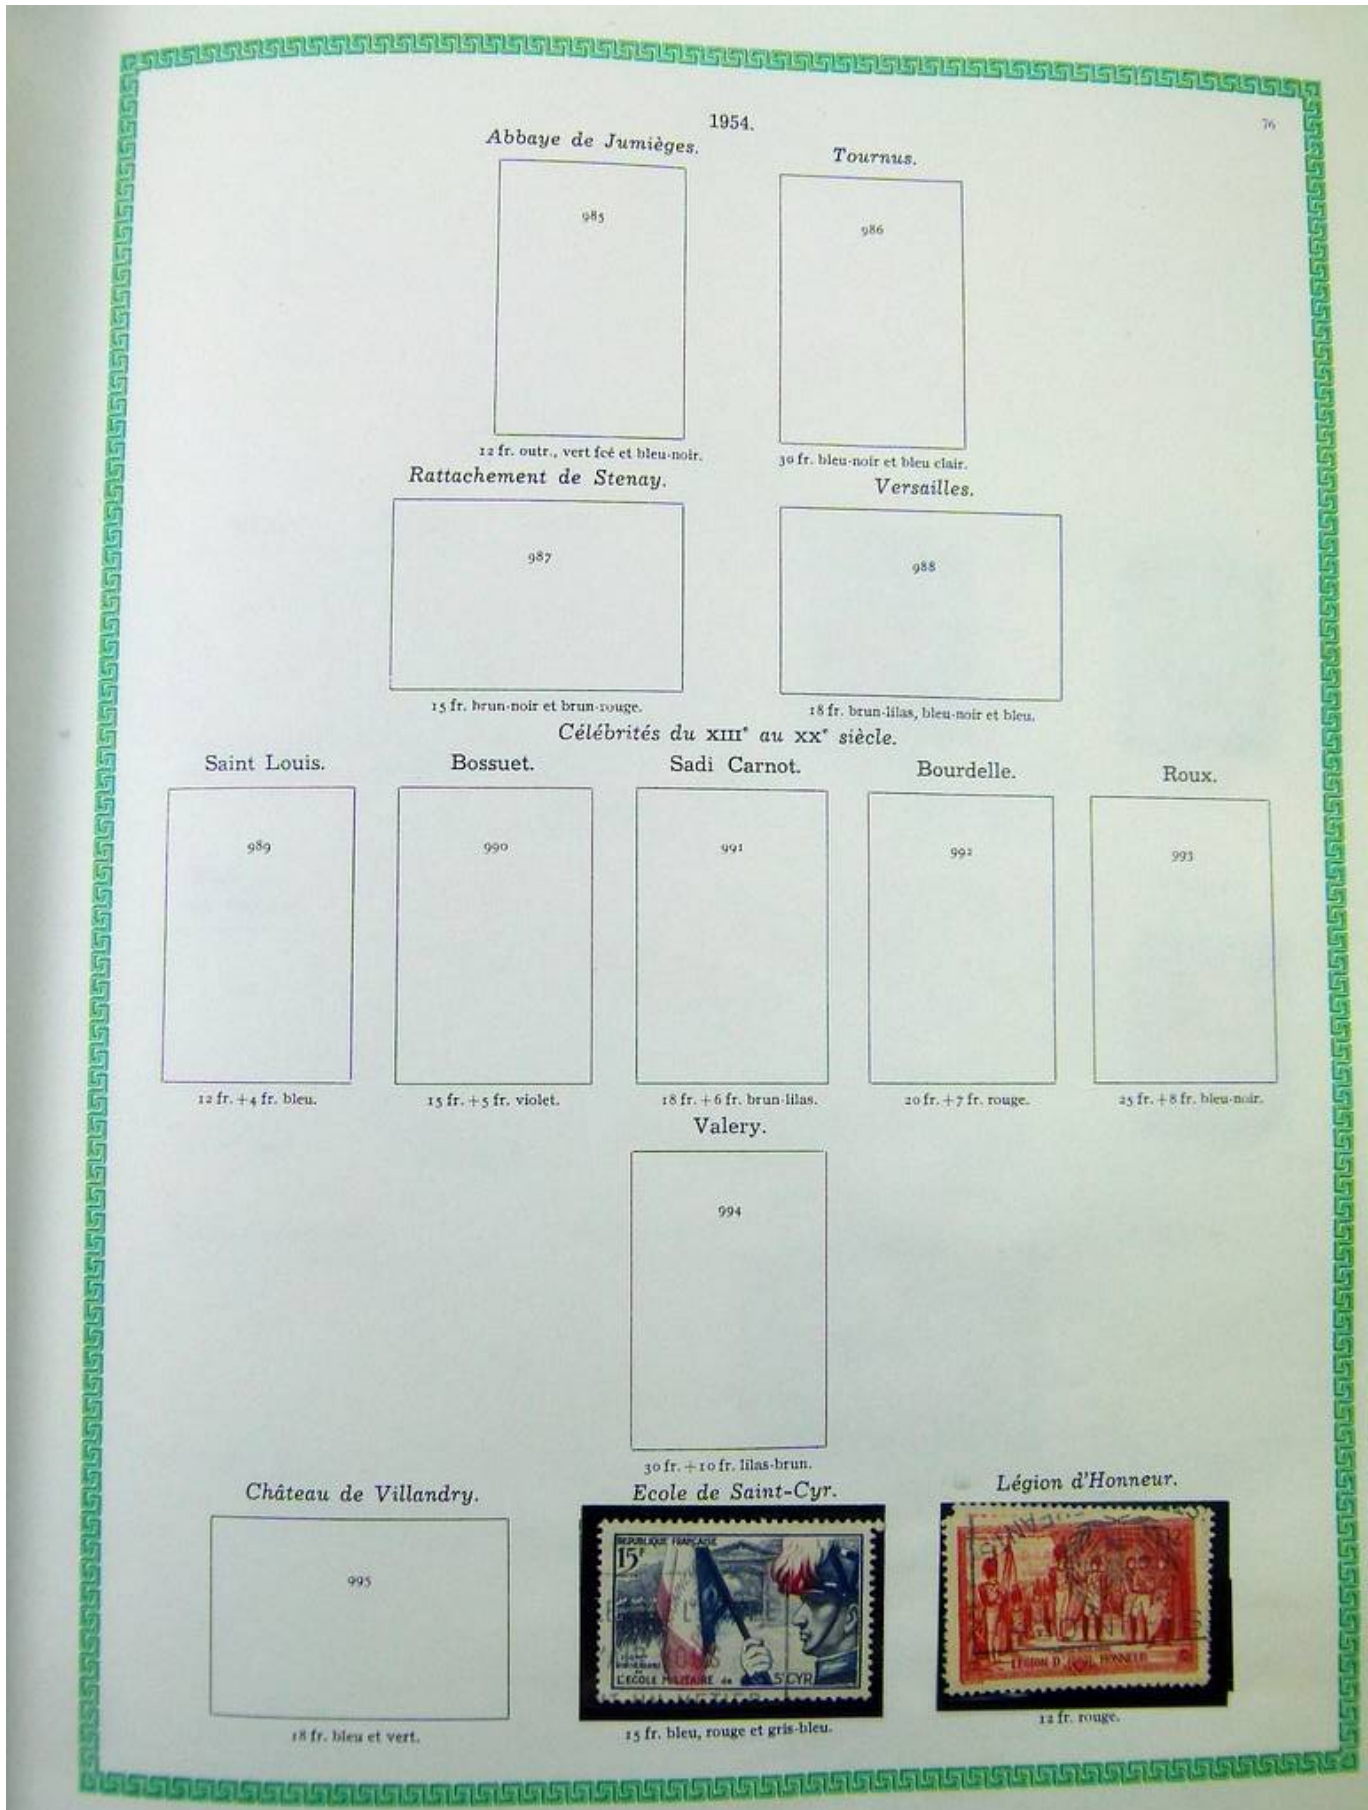 1954.
76
Abbaye de Jumièges.
Tournus.
985
986
12 fr. outr., vert fcé et bleu-noir.
30 fr. bleu-noir et bleu clair.
Rattachement de Stenay.
Versailles.
987
988
15 fr. brun-noir et brun-rouge.
18 fr. brun-lilas, bleu-noir et bleu.
Célébrités du XIIIe au XXe siècle.
Saint Louis.
Bossuet.
Sadi Carnot.
Bourdelle.
Roux.
989
990
991
992
993
12 fr. + 4 fr. bleu.
15 fr. + 5 fr. violet.
18 fr. + 6 fr. brun-lilas.
20 fr. + 7 fr. rouge.
25 fr. + 8 fr. bleu-noir.
Valery.
994
30 fr. + 10 fr. lilas-brun.
Château de Villandry.
Ecole de Saint-Cyr.
Légion d'Honneur.
995
REPUBLIQUE FRANÇAISE
15F
L'ECOLE MILITAIRE de St CYR
LEGION D'HONNEUR
18 fr. bleu et vert.
15 fr. bleu, rouge et gris-bleu.
12 fr. rouge.